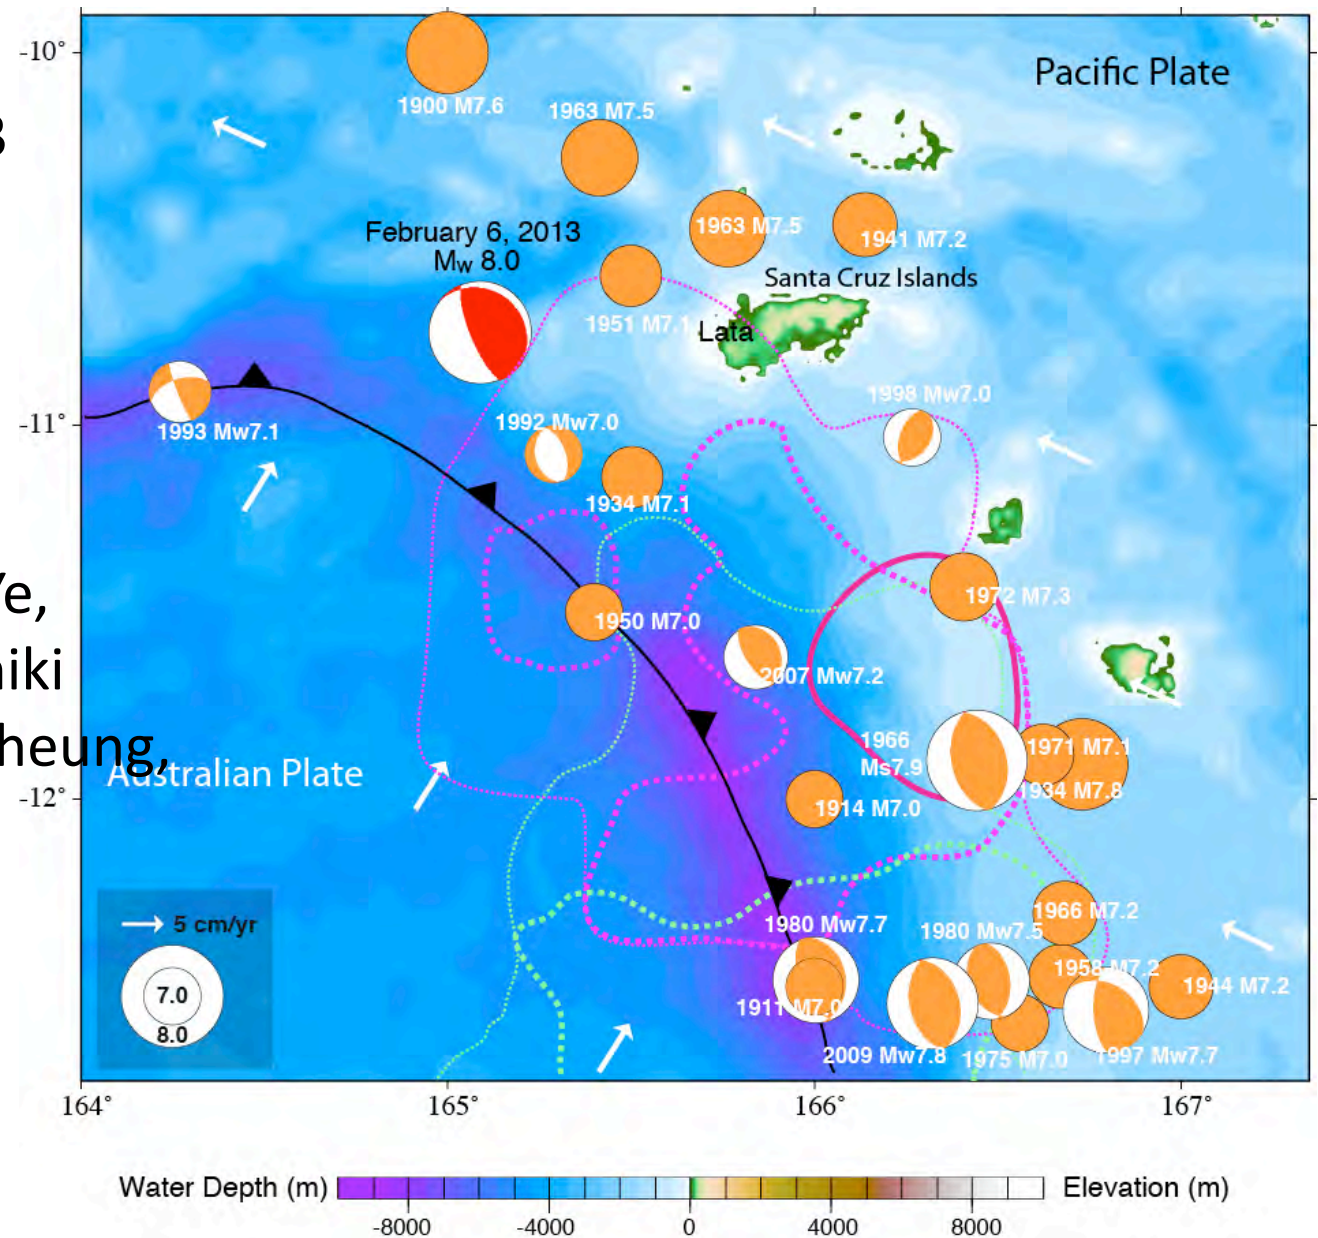 -10°
Pacific Plate
1900 M7.6
1963 M7.5
3
February 6, 2013
Mw 8.0
1963 M7.5
1941 M7.2
Santa Cruz Islands
1951 M7.1
Lata
1998 Mw7.0
-11°
1993 Mw7.1
1992 Mw7.0
1934 M7.1
1972 M7.3
1950 M7.0
2007 Mw7.2
1966
Ms7.9
1971 M7.1
1934 M7.8
niki
heung,
Australian Plate
-12°
1914 M7.0
1966 M7.2
1980 Mw7.7
1980 Mw7.5
5 cm/yr
7.0
8.0
1958 M7.2
1944 M7.2
1911 M7.0
2009 Mw7.8
1975 M7.0
1997 Mw7.7
164°
165°
166°
167°
Water Depth (m)
Elevation (m)
-8000
-4000
0
4000
8000